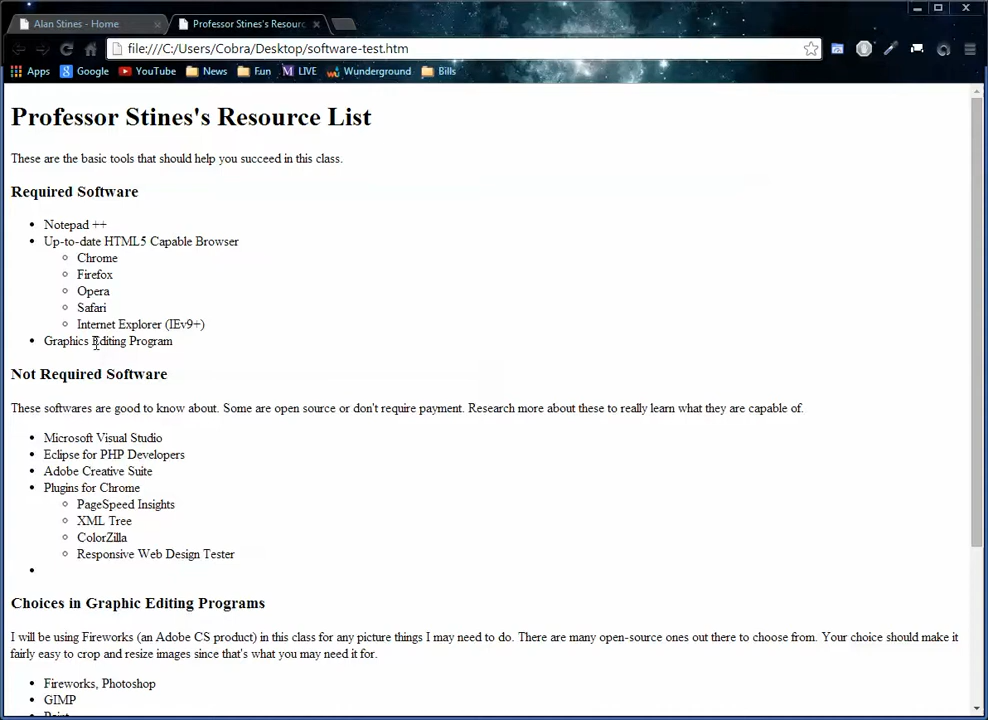 Alan Stines - Home
Professor Stines's Resourc
file:///C:/Users/Cobra/Desktop/software-test.htm
Apps Google YouTube News Fun LIVE Wunderground Bills
Professor Stines's Resource List
These are the basic tools that should help you succeed in this class.
Required Software
Notepad ++
Up-to-date HTML5 Capable Browser
Chrome
Firefox
Opera
Safari
Internet Explorer (IEv9+)
Graphics Editing Program
Not Required Software
These softwares are good to know about. Some are open source or don't require payment. Research more about these to really learn what they are capable of.
Microsoft Visual Studio
Eclipse for PHP Developers
Adobe Creative Suite
Plugins for Chrome
PageSpeed Insights
XML Tree
ColorZilla
Responsive Web Design Tester
Choices in Graphic Editing Programs
I will be using Fireworks (an Adobe CS product) in this class for any picture things I may need to do. There are many open-source ones out there to choose from. Your choice should make it
fairly easy to crop and resize images since that's what you may need it for.
Fireworks, Photoshop
GIMP